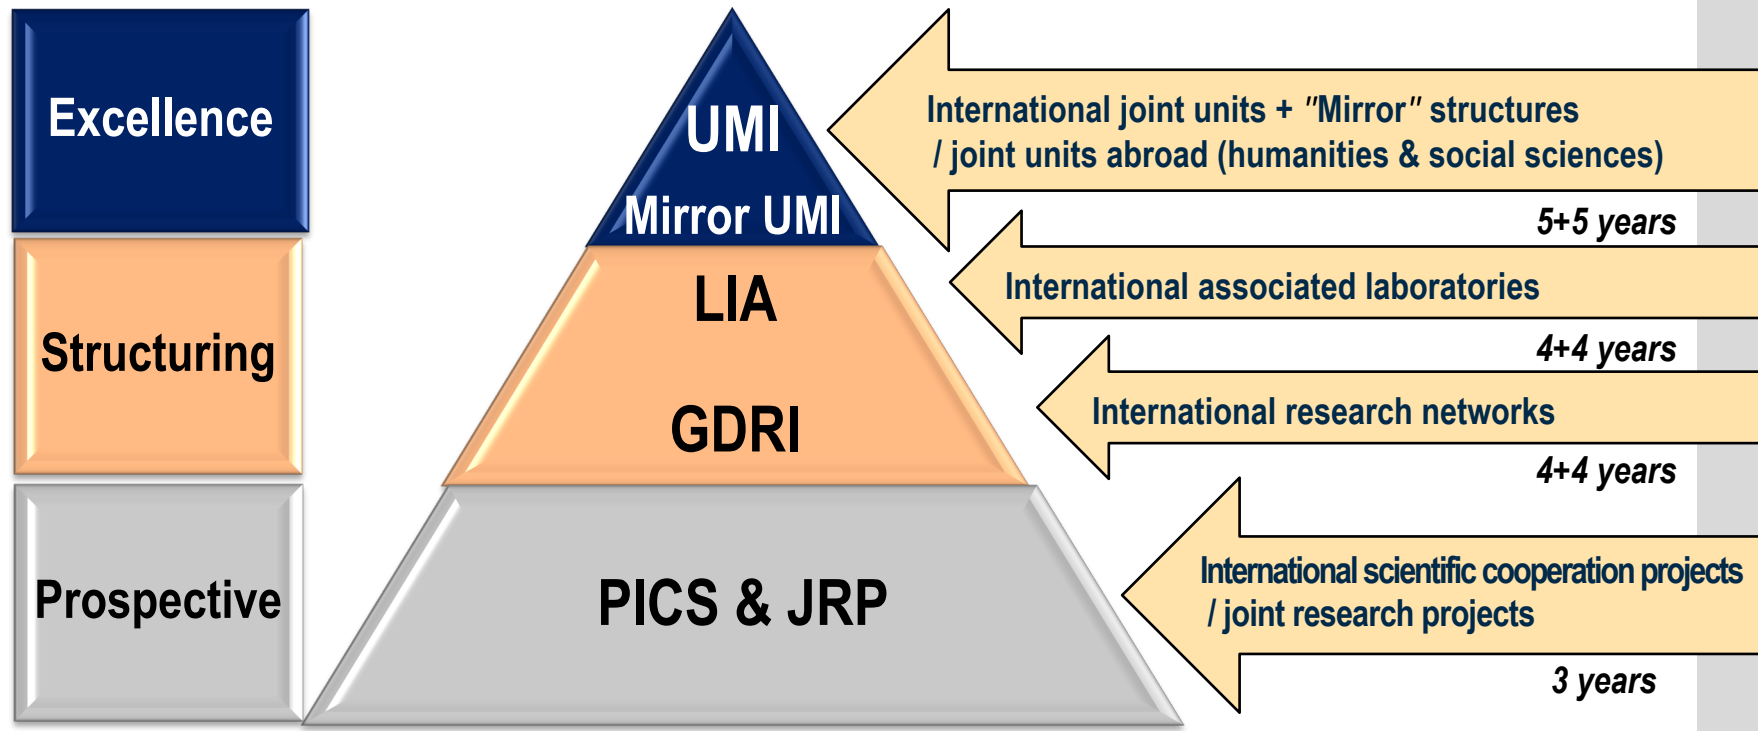 Excellence
UMI
Mirror UMI
International joint units + "Mirror" structures
/ joint units abroad (humanities & social sciences)
5+5 years
Structuring
LIA
International associated laboratories
4+4 years
GDRI
International research networks
4+4 years
Prospective
PICS & JRP
International scientific cooperation projects
/ joint research projects
3 years